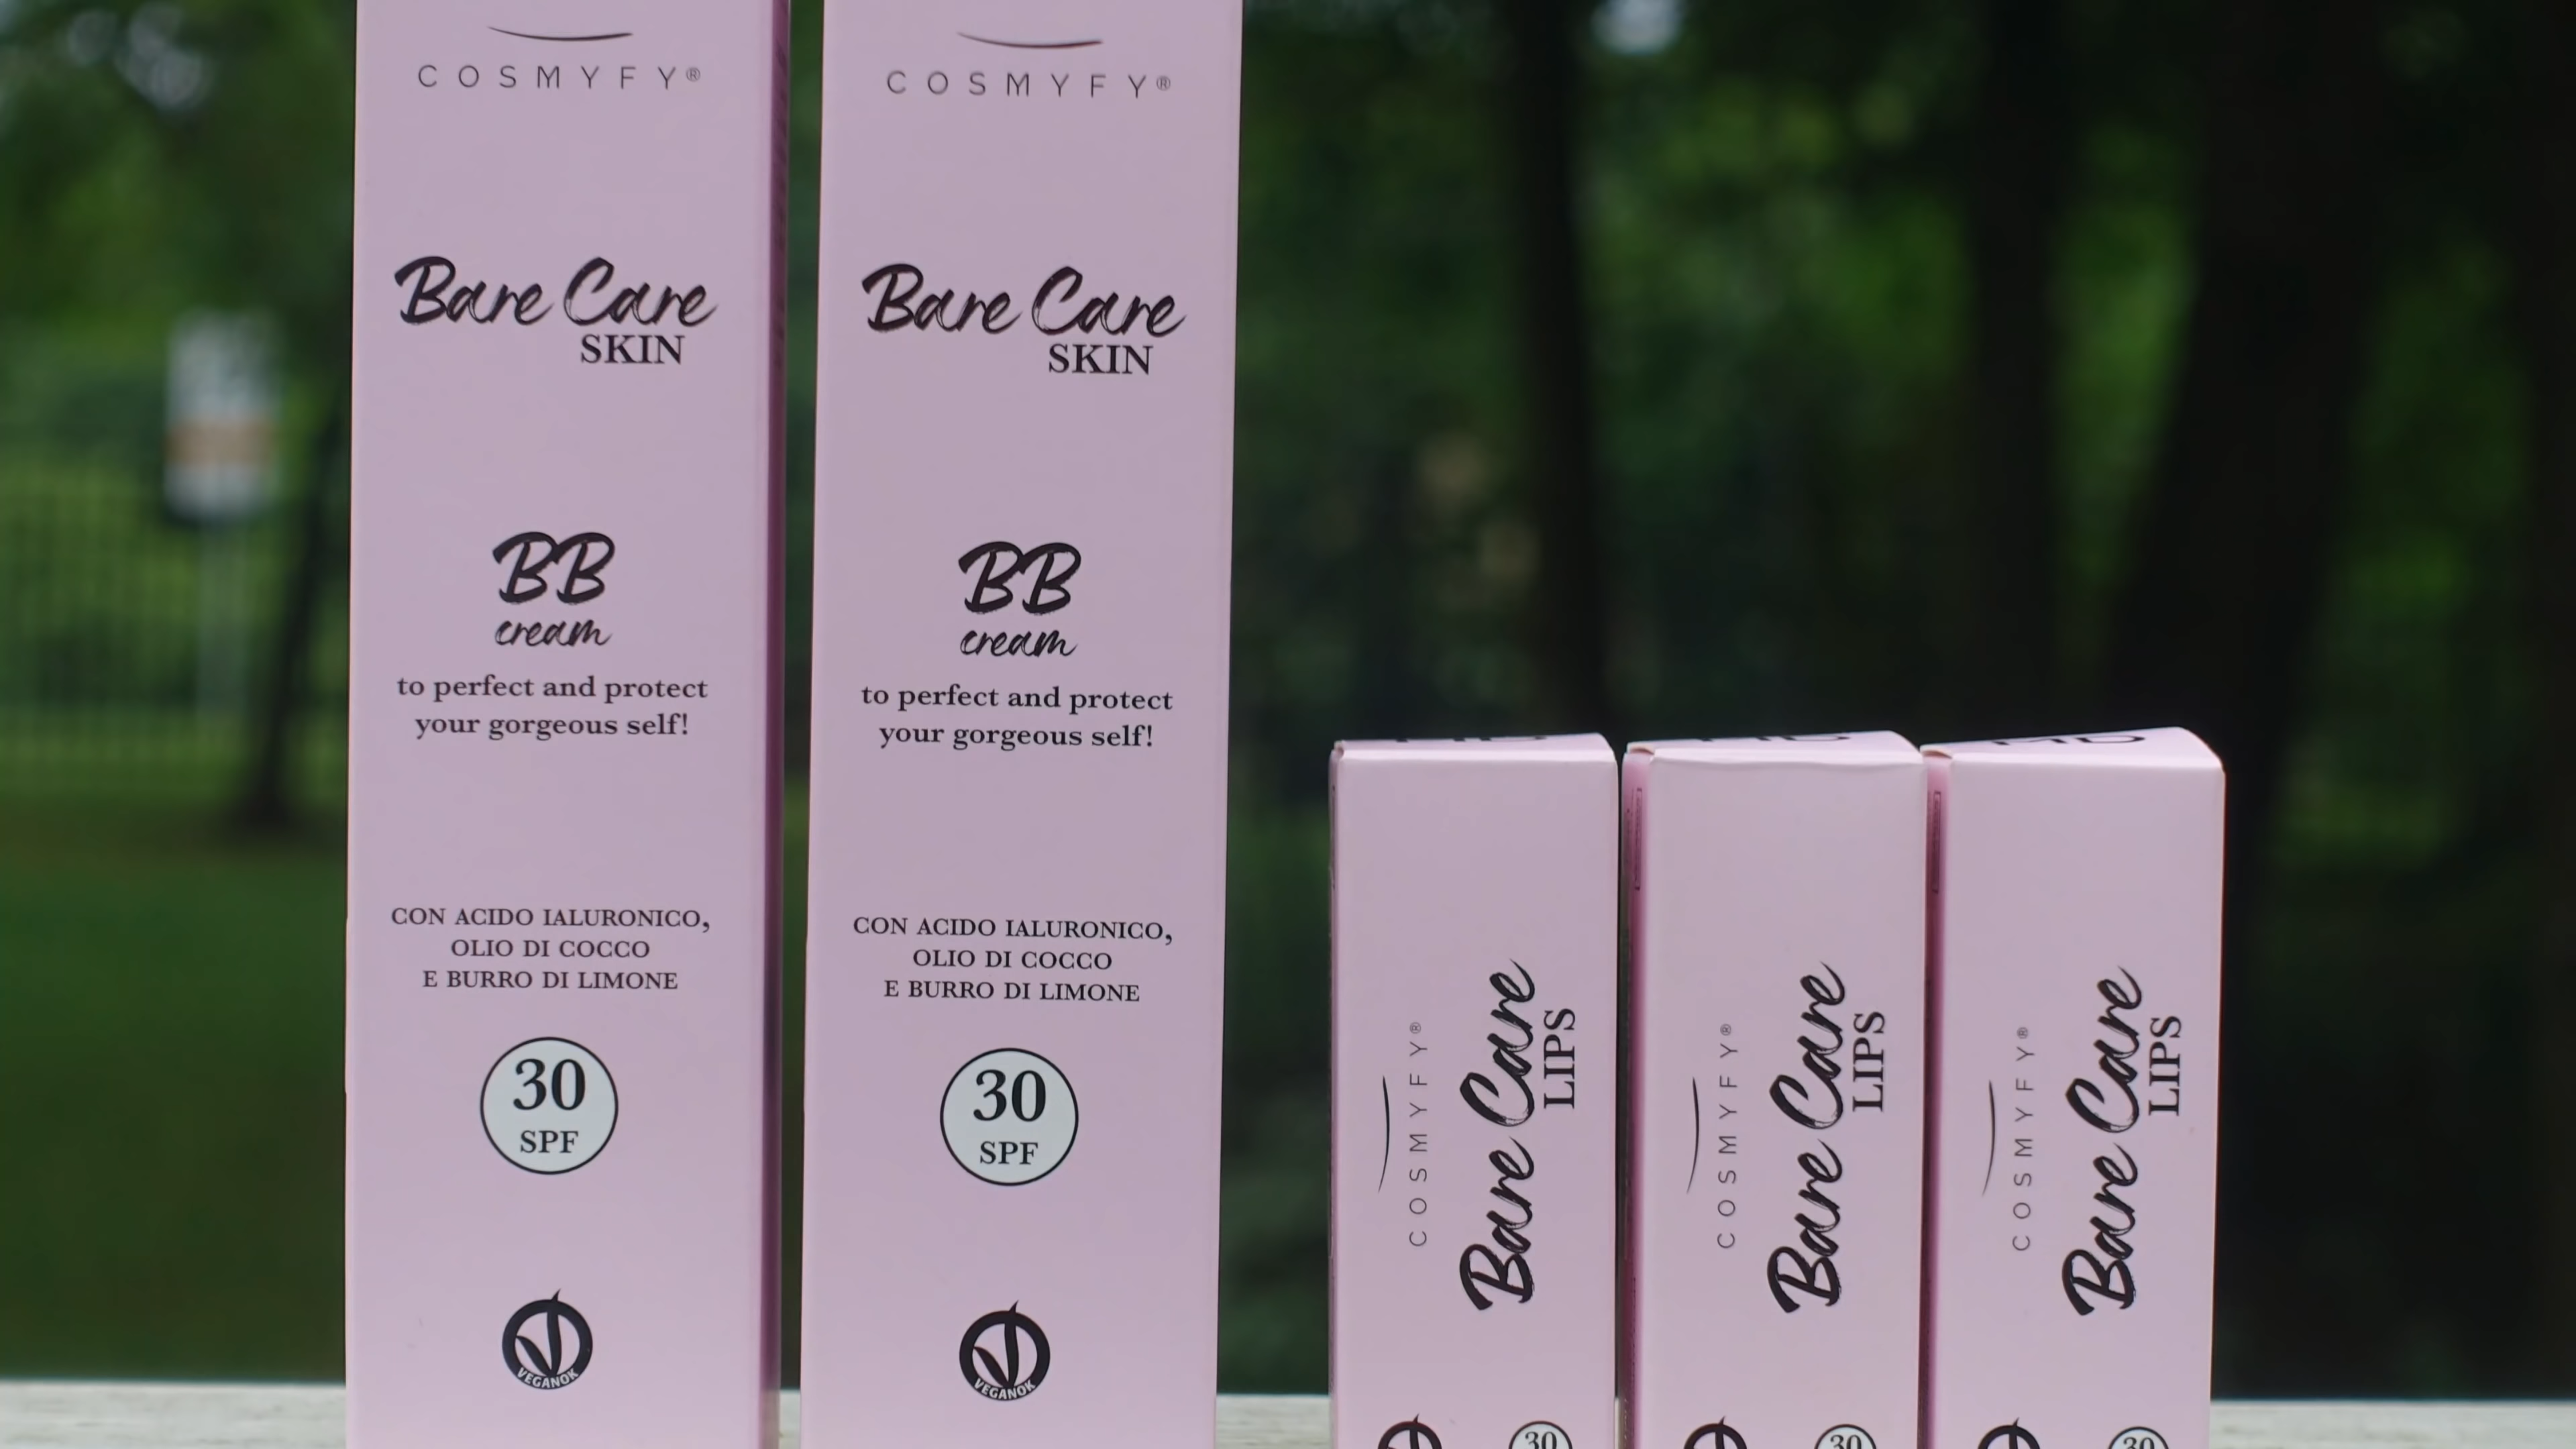 COSMYFY®
Bare Care
SKIN
BB
cream
to perfect and protect
your gorgeous self!
CON ACIDO IALURONICO,
OLIO DI COCCO
E BURRO DI LIMONE
30
SPF
VEGANOK
COSMYFY®
Bare Care
SKIN
BB
cream
to perfect and protect
your gorgeous self!
CON ACIDO IALURONICO,
OLIO DI COCCO
E BURRO DI LIMONE
30
SPF
VEGANOK
COSMYFY®
Bare Care
LIPS
30
COSMYFY®
Bare Care
LIPS
30
COSMYFY®
Bare Care
LIPS
30